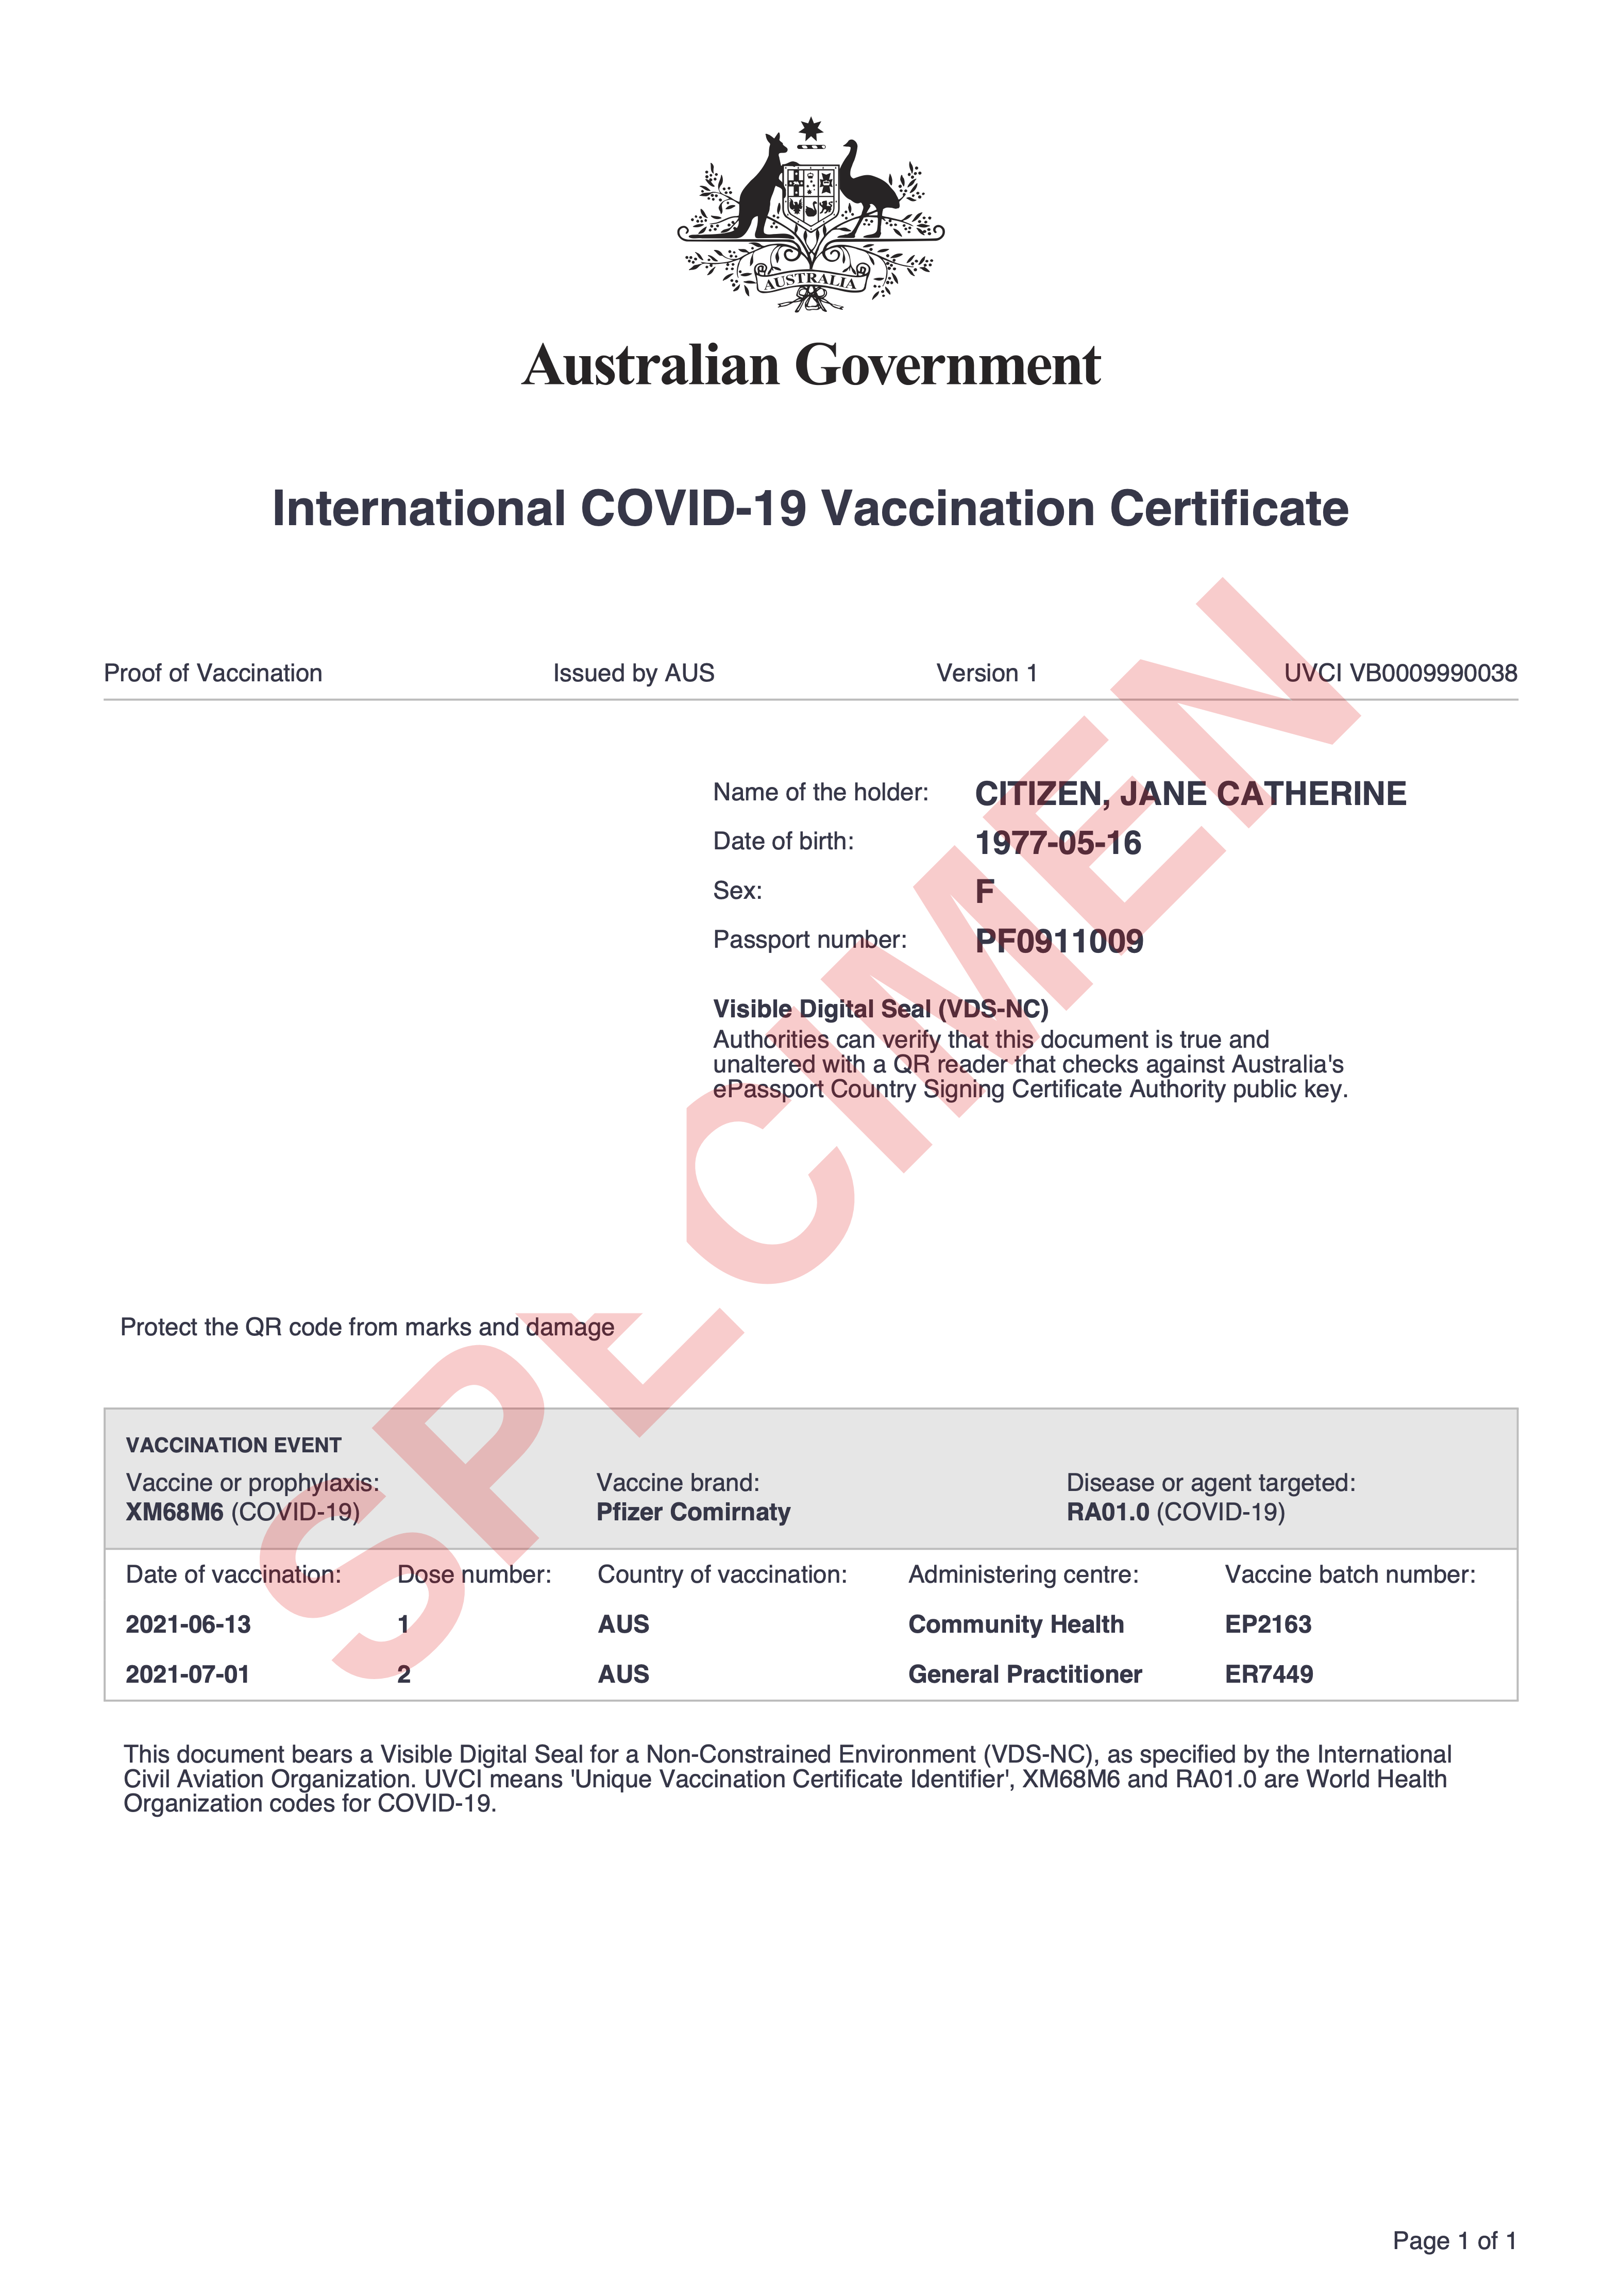 AUSTRALIA
Australian Government
International COVID-19 Vaccination Certificate
Proof of Vaccination Issued by AUS Version 1 UVCI VB0009990038
Name of the holder: CITIZEN, JANE CATHERINE
Date of birth: 1977-05-16
Sex: F
Passport number: PF0911009
Visible Digital Seal (VDS-NC)
Authorities can verify that this document is true and
unaltered with a QR reader that checks against Australia's
ePassport Country Signing Certificate Authority public key.
SPECIMEN
Protect the QR code from marks and damage
VACCINATION EVENT
Vaccine or prophylaxis: Vaccine brand: Disease or agent targeted:
XM68M6 (COVID-19) Pfizer Comirnaty RA01.0 (COVID-19)
Date of vaccination: Dose number: Country of vaccination: Administering centre: Vaccine batch number:
2021-06-13 1 AUS Community Health EP2163
2021-07-01 2 AUS General Practitioner ER7449
This document bears a Visible Digital Seal for a Non-Constrained Environment (VDS-NC), as specified by the International
Civil Aviation Organization. UVCI means 'Unique Vaccination Certificate Identifier', XM68M6 and RA01.0 are World Health
Organization codes for COVID-19.
Page 1 of 1